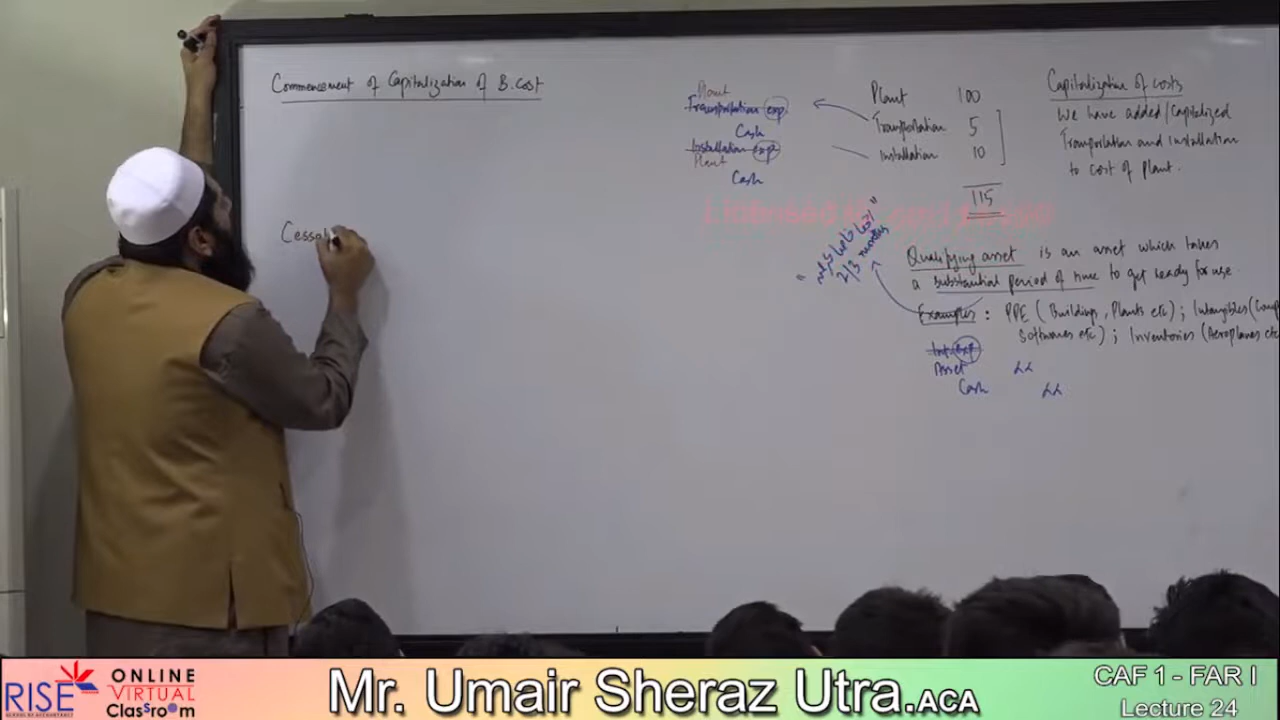 Commencement of Capitalization of B.Cost
Cessat
Plant
Transportation exp
Cash
Installation exp
Plant
Cash
Plant 100
Transportation 5
Installation 10
115
Capitalization of costs
We have added/Capitalized
Transportation and installation
to cost of plant.
2/3 months
Qualifying asset is an asset which takes
a substantial period of time to get ready for use
Examples : PPE (Buildings, Plants etc); Intangibles (Comp
Softwares etc); Inventories (Aeroplanes etc
Int exp
Asset
Cash
RISE
ONLINE
VIRTUAL
ClassrooM
Mr. Umair Sheraz Utra.ACA
CAF 1 - FAR I
Lecture 24